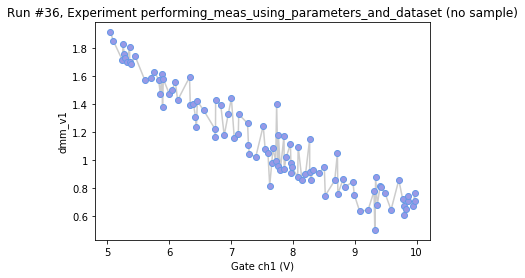 Run #36, Experiment performing_meas_using_parameters_and_dataset (no sample)
1.8
1.6
1.4
1.2
1.0
0.8
0.6
dmm_v1
5 6 7 8 9 10
Gate ch1 (V)